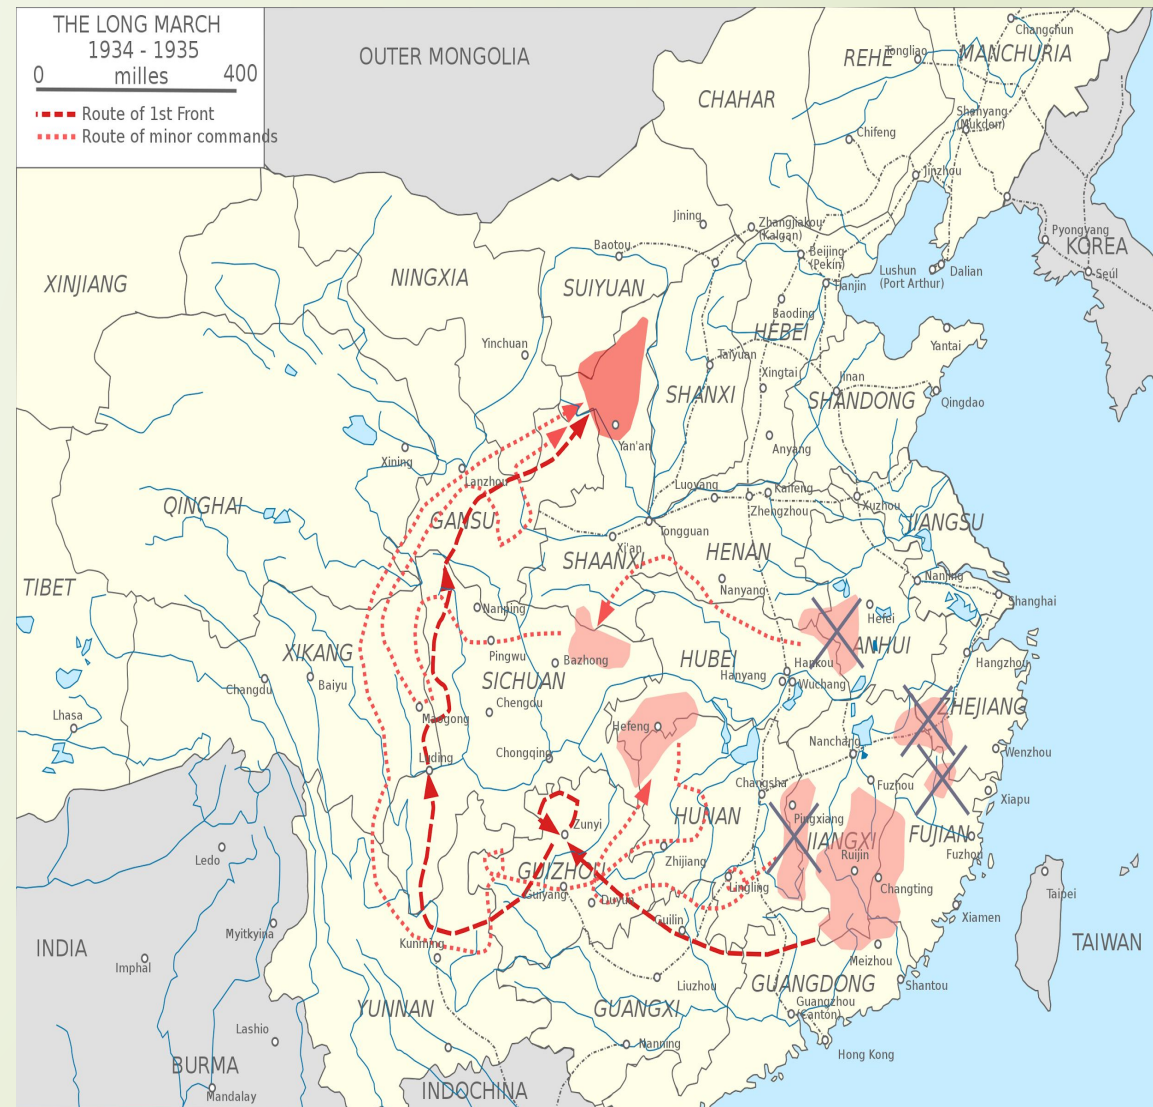 THE LONG MARCH
1934 - 1935
0 milles 400
Route of 1st Front
Route of minor commands
OUTER MONGOLIA
REHE
Tongliao
MANCHURIA
Changchun
CHAHAR
Shenyang
(Mukden)
Chifeng
Jinzhou
Jining
Zhangjiakou
(Kalgan)
Pyongyang
KOREA
Baotou
Beijing
(Pekín)
Lushun
(Port Arthur)
Dalian
Seúl
XINJIANG
NINGXIA
SUIYUAN
Tianjin
Baoding
HEBEI
Yantai
Yinchuan
Taiyuan
Xingtai
Jinan
SHANXI
SHANDONG
Qingdao
Yan'an
Anyang
Xining
Lanzhou
Luoyang
Kaifeng
Zhengzhou
Xuzhou
QINGHAI
GANSU
JIANGSU
Tongguan
Xi'an
SHAANXI
HENAN
TIBET
Nanyang
Nanjing
Shanghai
Nanping
Hefei
XIKANG
Pingwu
Bazhong
HUBEI
Hankou
ANHUI
Hangzhou
Changdu
Baiyu
SICHUAN
Hanyang
Wuchang
Lhasa
Maogong
Chengdu
Hefeng
ZHEJIANG
Luding
Chongqing
Nanchang
Wenzhou
Changsha
Fuzhou
Xiapu
Zunyi
HUNAN
Pingxiang
JIANGXI
FUJIAN
Ledo
Zhijiang
Ruijin
Fuzhou
GUIZHOU
Guiyang
Duyun
Lingling
Changting
Taipei
Myitkyina
Guilin
Xiamen
INDIA
Kunming
TAIWAN
Imphal
Meizhou
Liuzhou
GUANGDONG
Shantou
YUNNAN
GUANGXI
Guangzhou
(Canton)
Lashio
Nanning
Hong Kong
BURMA
Mandalay
INDOCHINA